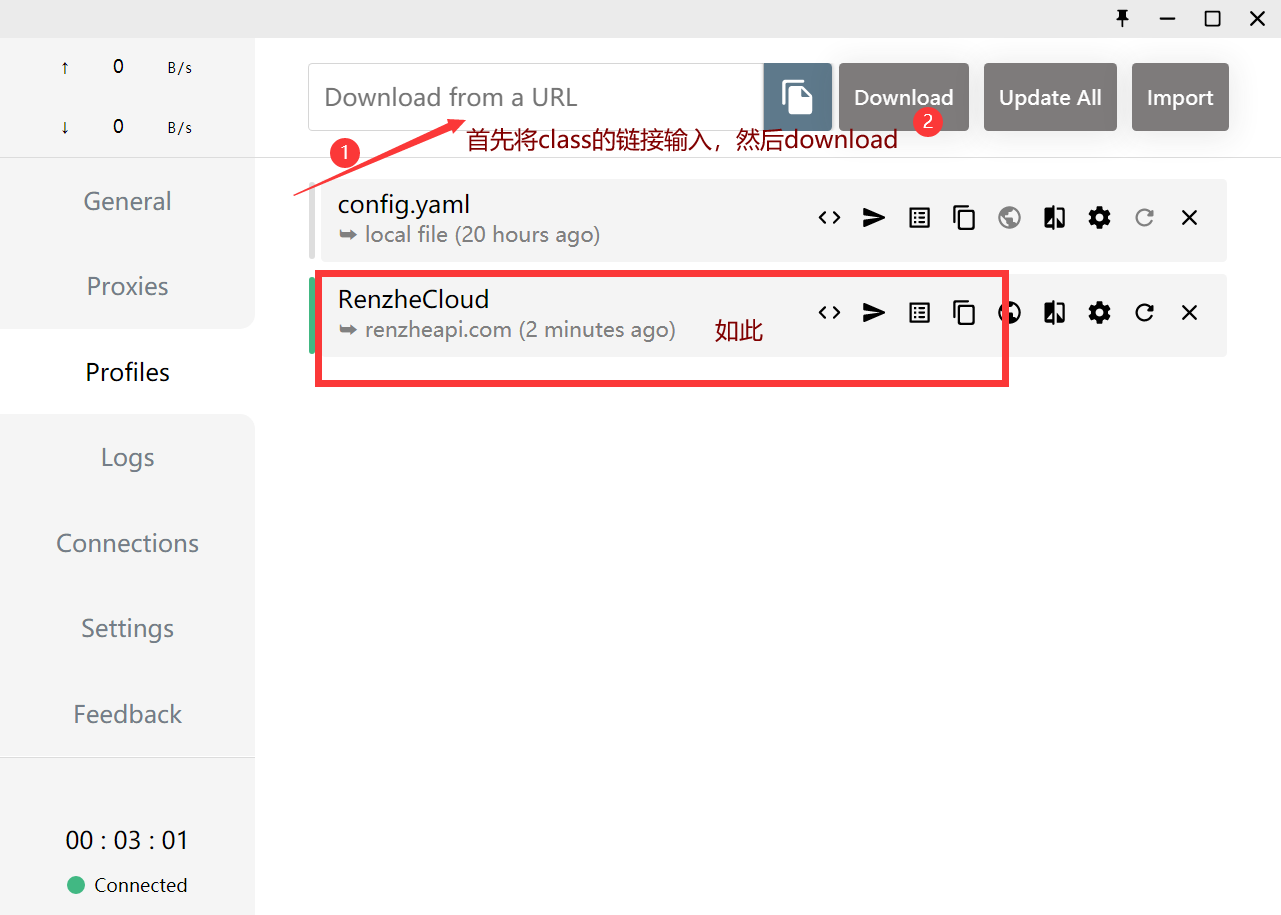 ↑ 0 B/s
↓ 0 B/s
Download from a URL
Download
Update All
Import
1
2
首先将class的链接输入，然后download
General
Proxies
Profiles
Logs
Connections
Settings
Feedback
config.yaml
local file (20 hours ago)
RenzheCloud
renzheapi.com (2 minutes ago)
如此
00 : 03 : 01
Connected